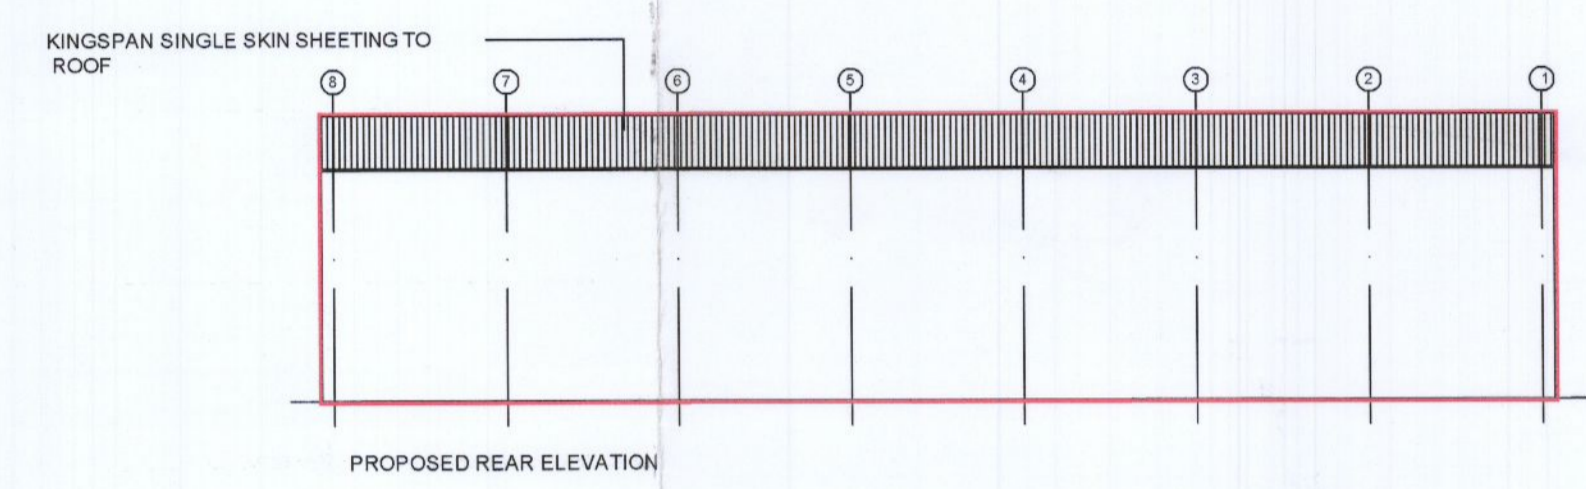 KINGSPAN SINGLE SKIN SHEETING TO
ROOF
8 7 6 5 4 3 2 1
PROPOSED REAR ELEVATION